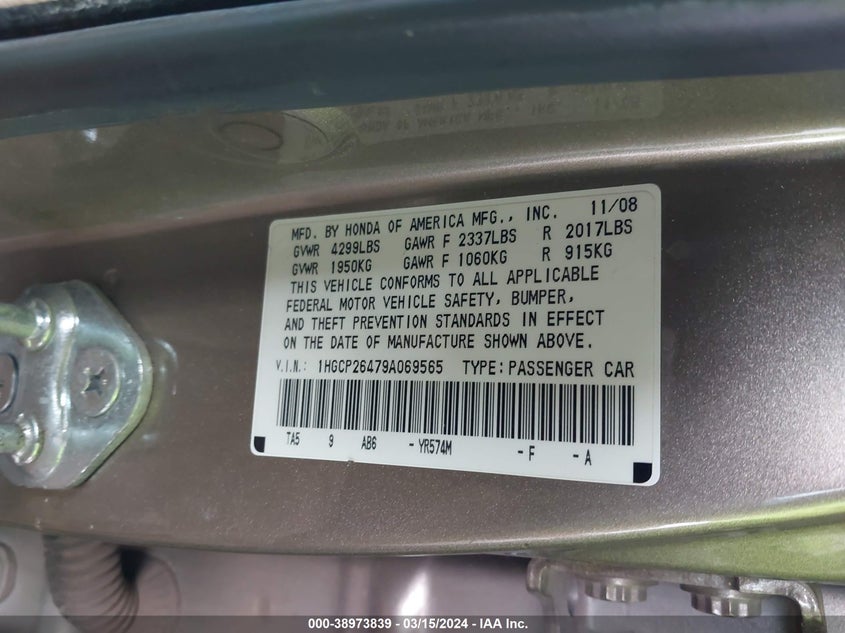 MFD. BY HONDA OF AMERICA MFG., INC. 11/08
GVWR 4299LBS GAWR F 2337LBS R 2017LBS
GVWR 1950KG GAWR F 1060KG R 915KG
THIS VEHICLE CONFORMS TO ALL APPLICABLE
FEDERAL MOTOR VEHICLE SAFETY, BUMPER,
AND THEFT PREVENTION STANDARDS IN EFFECT
ON THE DATE OF MANUFACTURE SHOWN ABOVE.
V.I.N.: 1HGCP26479A069565 TYPE: PASSENGER CAR
TA5 9 AB6 - YR574M - F - A
000-38973839 - 03/15/2024 - IAA Inc.